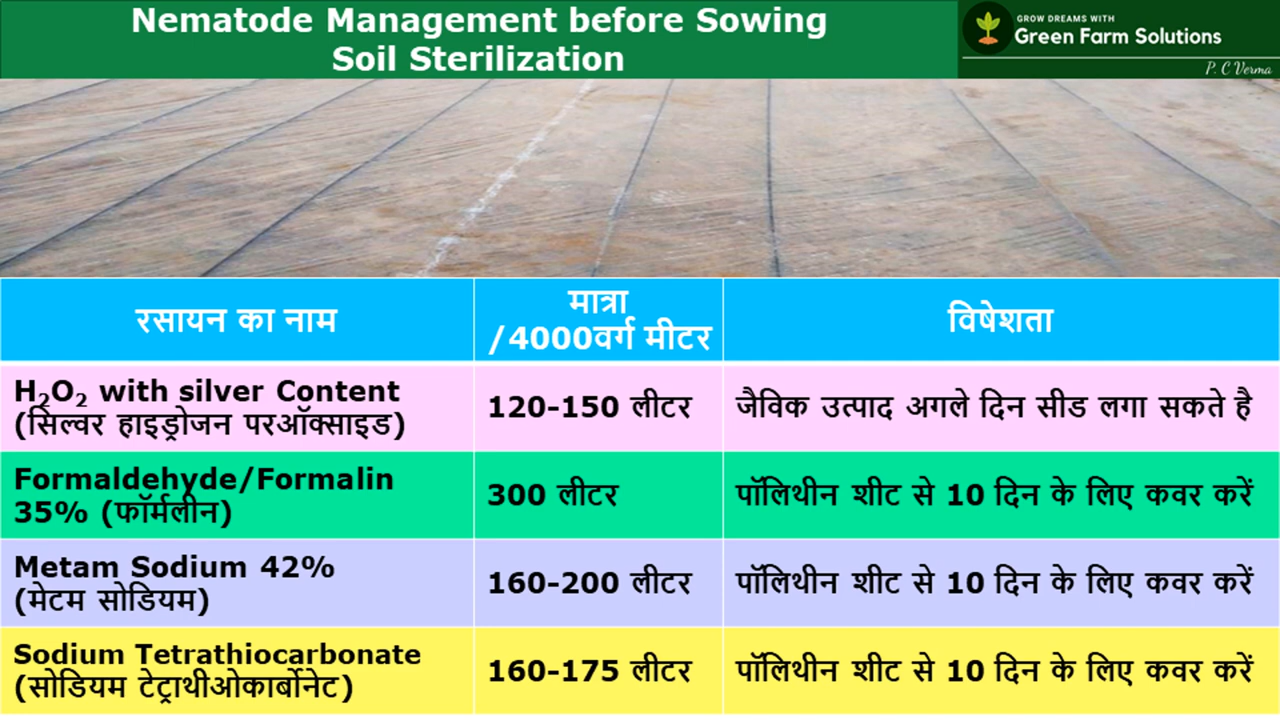 Nematode Management before Sowing
Soil Sterilization
GROW DREAMS WITH
Green Farm Solutions
P. C Verma
रसायन का नाम
मात्रा
/4000वर्ग मीटर
विषेशता
H₂O₂ with silver Content
(सिल्वर हाइड्रोजन परऑक्साइड)
120-150 लीटर
जैविक उत्पाद अगले दिन सीड लगा सकते है
Formaldehyde/Formalin
35% (फॉर्मलीन)
300 लीटर
पॉलिथीन शीट से 10 दिन के लिए कवर करें
Metam Sodium 42%
(मेटम सोडियम)
160-200 लीटर
पॉलिथीन शीट से 10 दिन के लिए कवर करें
Sodium Tetrathiocarbonate
(सोडियम टेट्राथीओकार्बोनेट)
160-175 लीटर
पॉलिथीन शीट से 10 दिन के लिए कवर करें